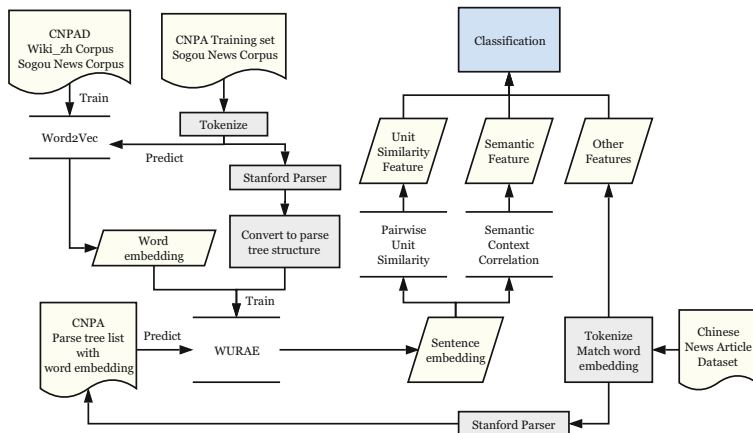 CNPAD
Wiki_zh Corpus
Sogou News Corpus
CNPA Training set
Sogou News Corpus
Classification
Train
Tokenize
Word2Vec
Predict
Unit
Similarity
Feature
Semantic
Feature
Other
Features
Stanford Parser
Convert to parse
tree structure
Pairwise
Unit
Similarity
Semantic
Context
Correlation
Word
embedding
Train
CNPA
Parse tree list
with
word embedding
Predict
WURAE
Sentence
embedding
Tokenize
Match word
embedding
Chinese
News Article
Dataset
Stanford Parser